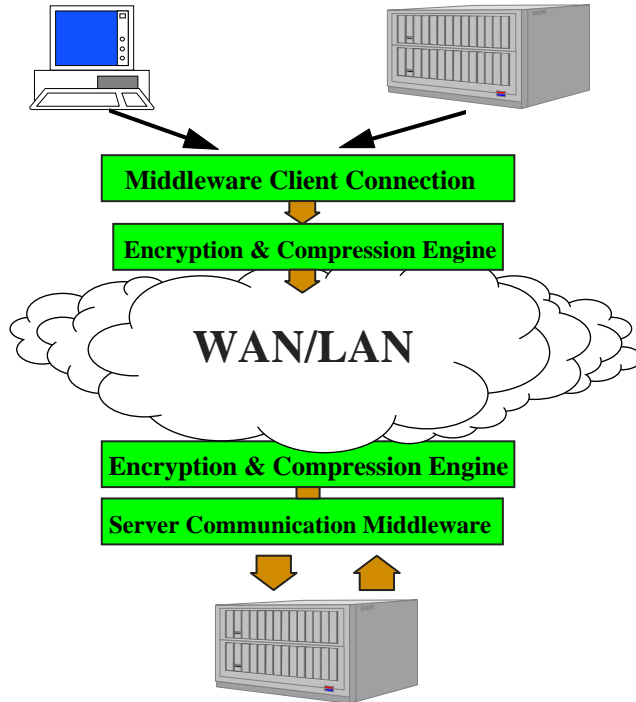 Middleware Client Connection
Encryption & Compression Engine
WAN/LAN
Encryption & Compression Engine
Server Communication Middleware